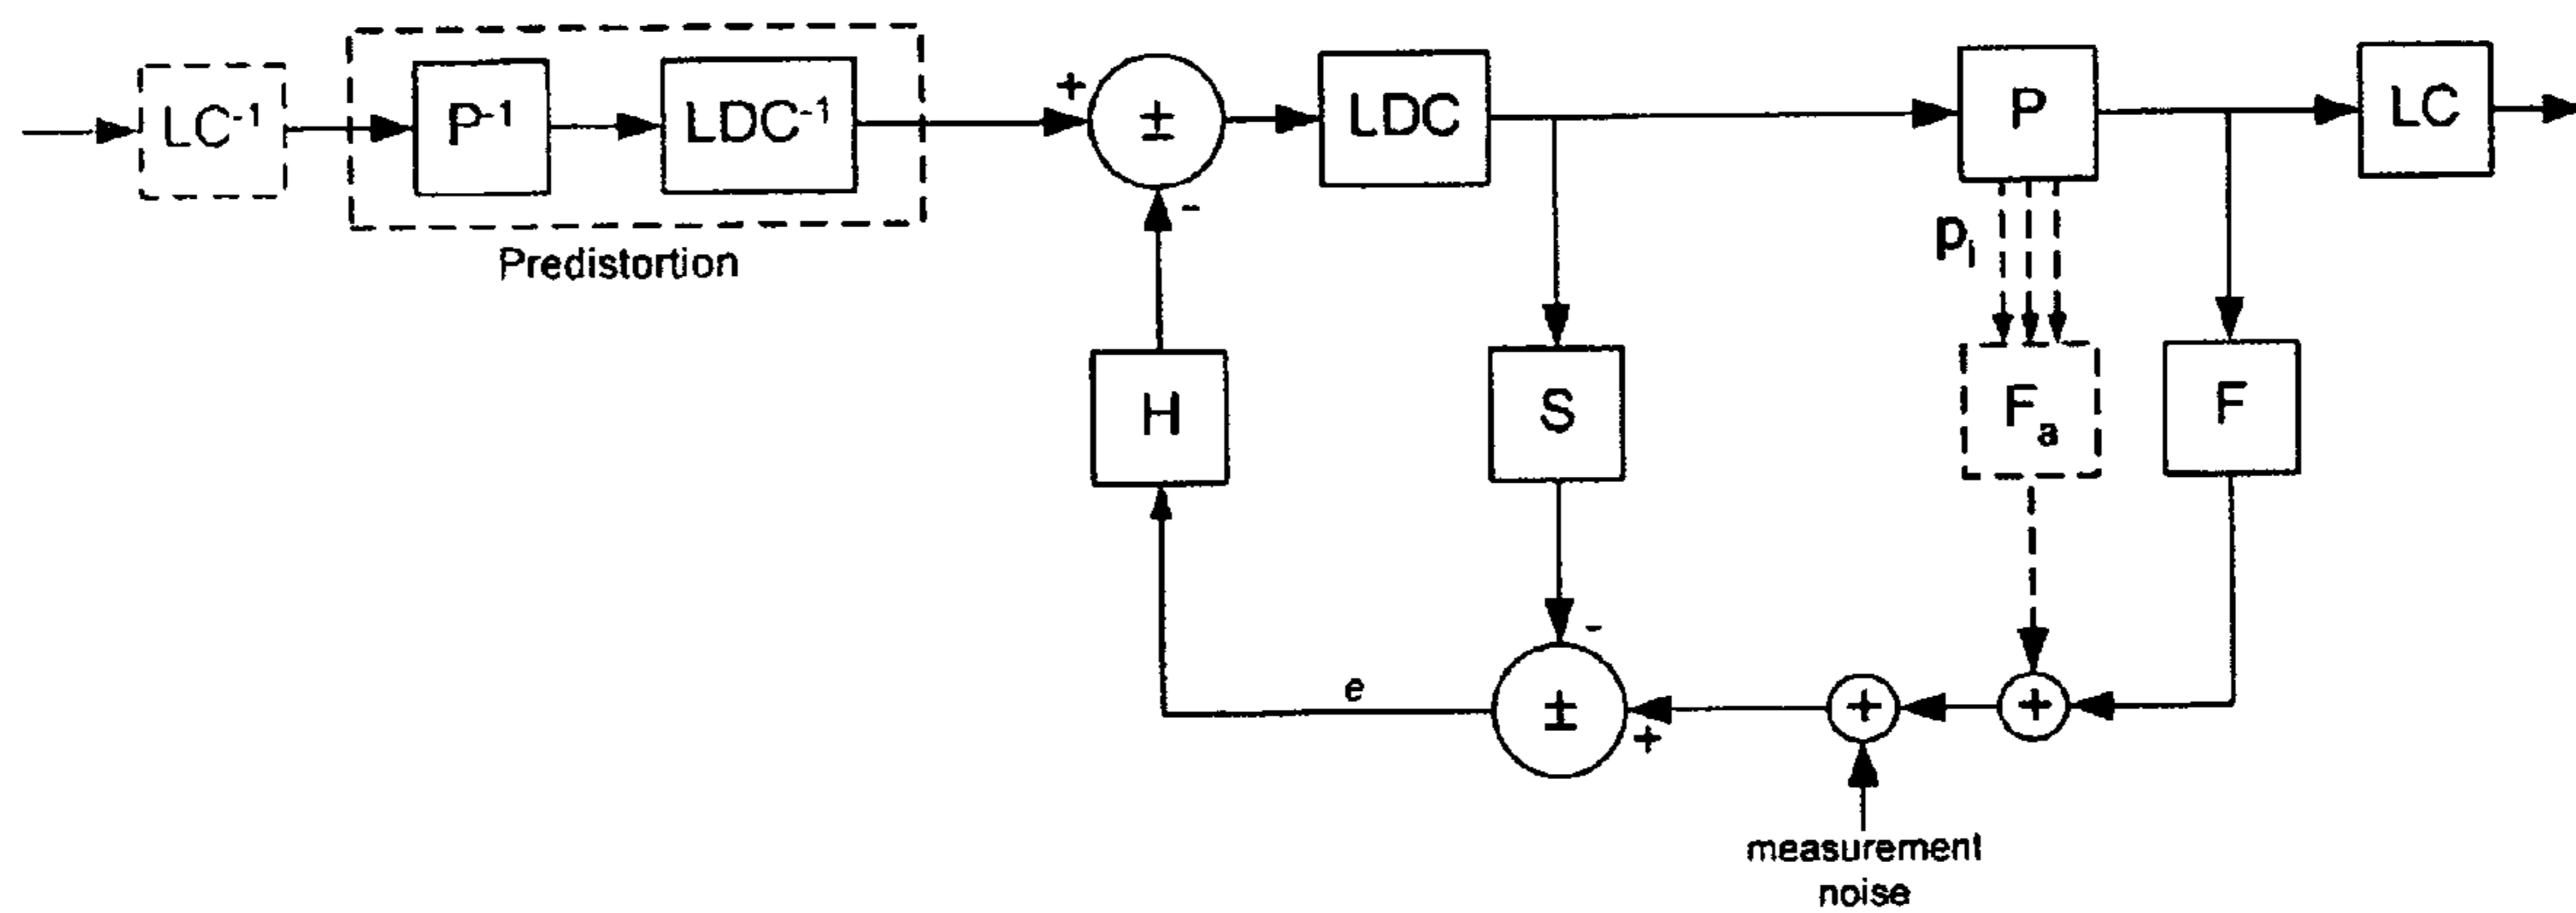 LC⁻¹
P⁻¹
LDC⁻¹
Predistortion
+
±
-
LDC
P
LC
pᵢ
H
S
Fₐ
F
-
e
±
+
+
+
measurement
noise